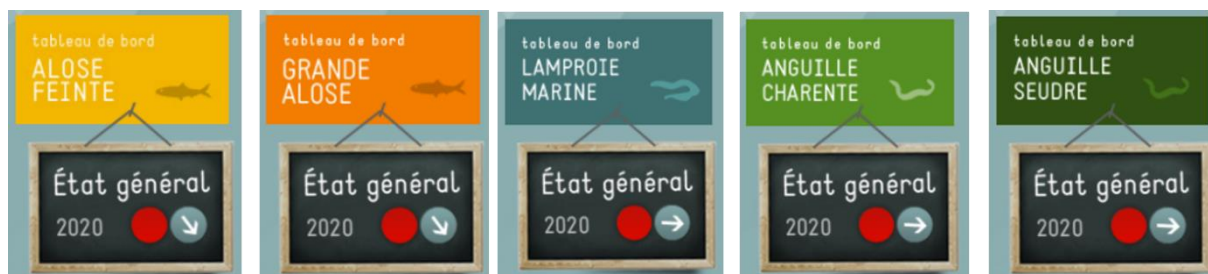 tableau de bord
ALOSE
FEINTE
État général
2020
tableau de bord
GRANDE
ALOSE
État général
2020
tableau de bord
LAMPROIE
MARINE
État général
2020
tableau de bord
ANGUILLE
CHARENTE
État général
2020
tableau de bord
ANGUILLE
SEUDRE
État général
2020